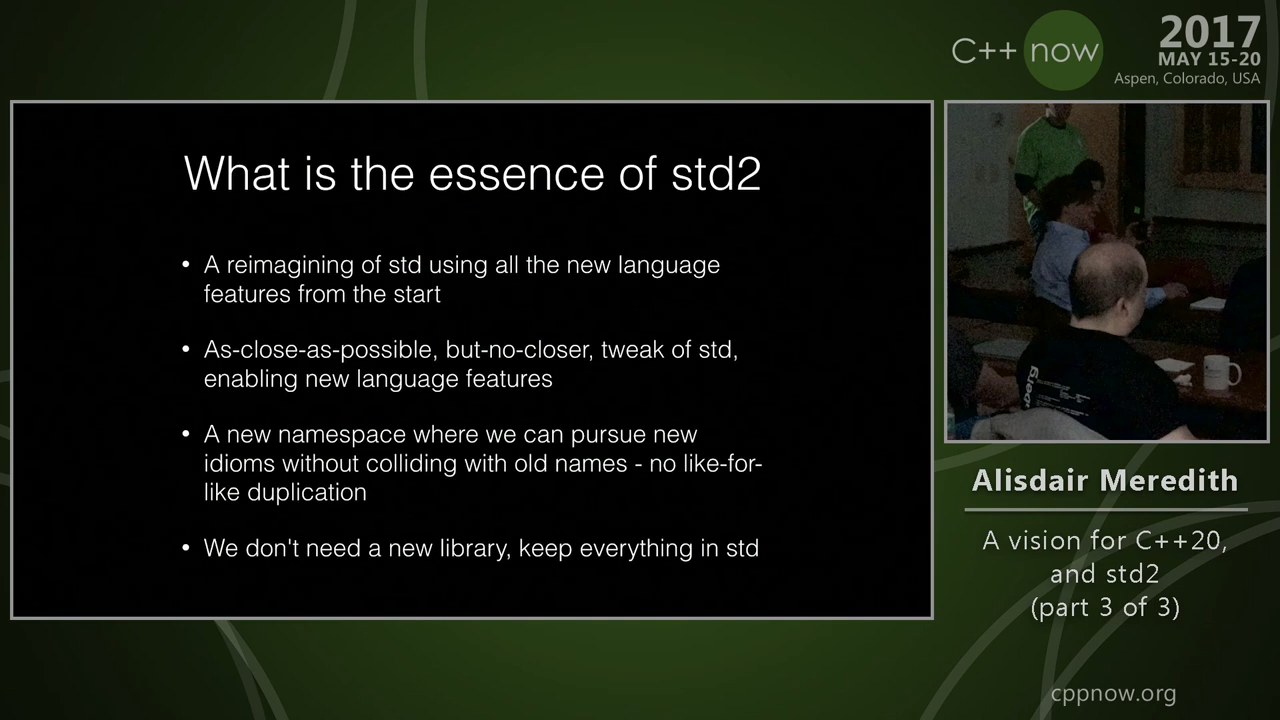 C++ now
2017
MAY 15-20
Aspen, Colorado, USA
What is the essence of std2
• A reimagining of std using all the new language
features from the start
• As-close-as-possible, but-no-closer, tweak of std,
enabling new language features
• A new namespace where we can pursue new
idioms without colliding with old names - no like-for-
like duplication
• We don't need a new library, keep everything in std
Alisdair Meredith
A vision for C++20,
and std2
(part 3 of 3)
cppnow.org